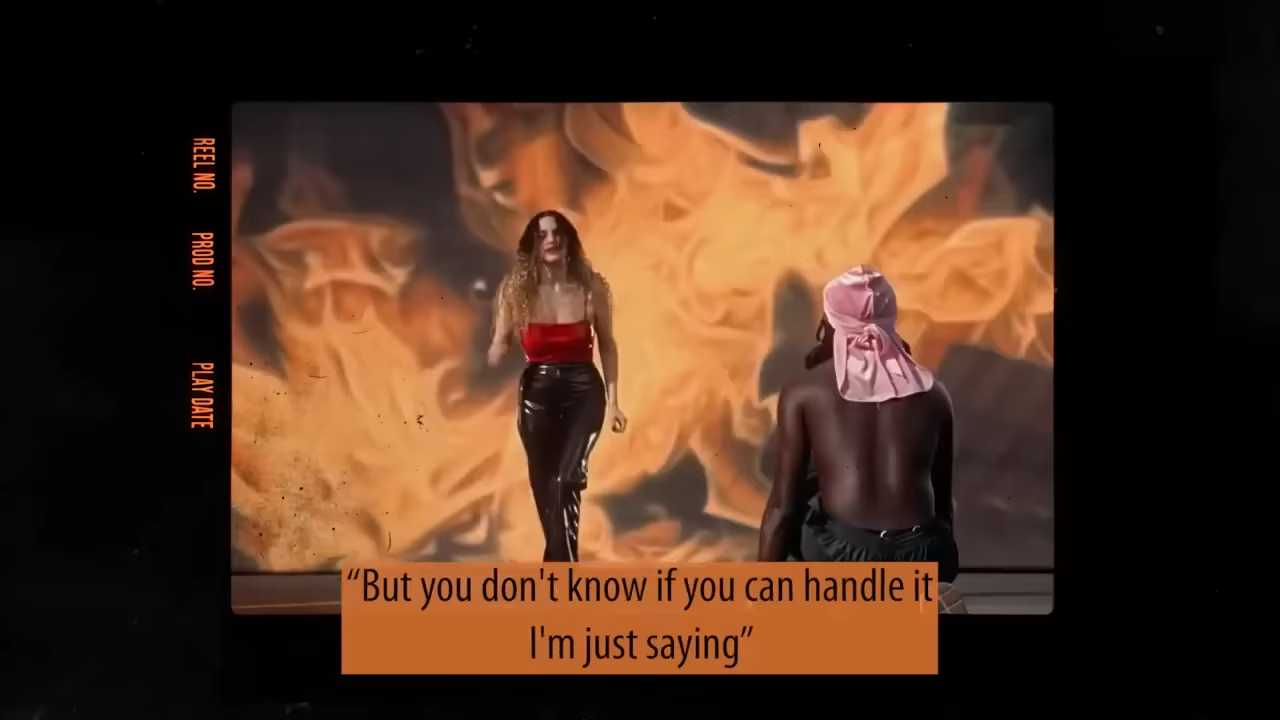 REEL NO.
PROD NO.
PLAY DATE
“But you don't know if you can handle it
I'm just saying”